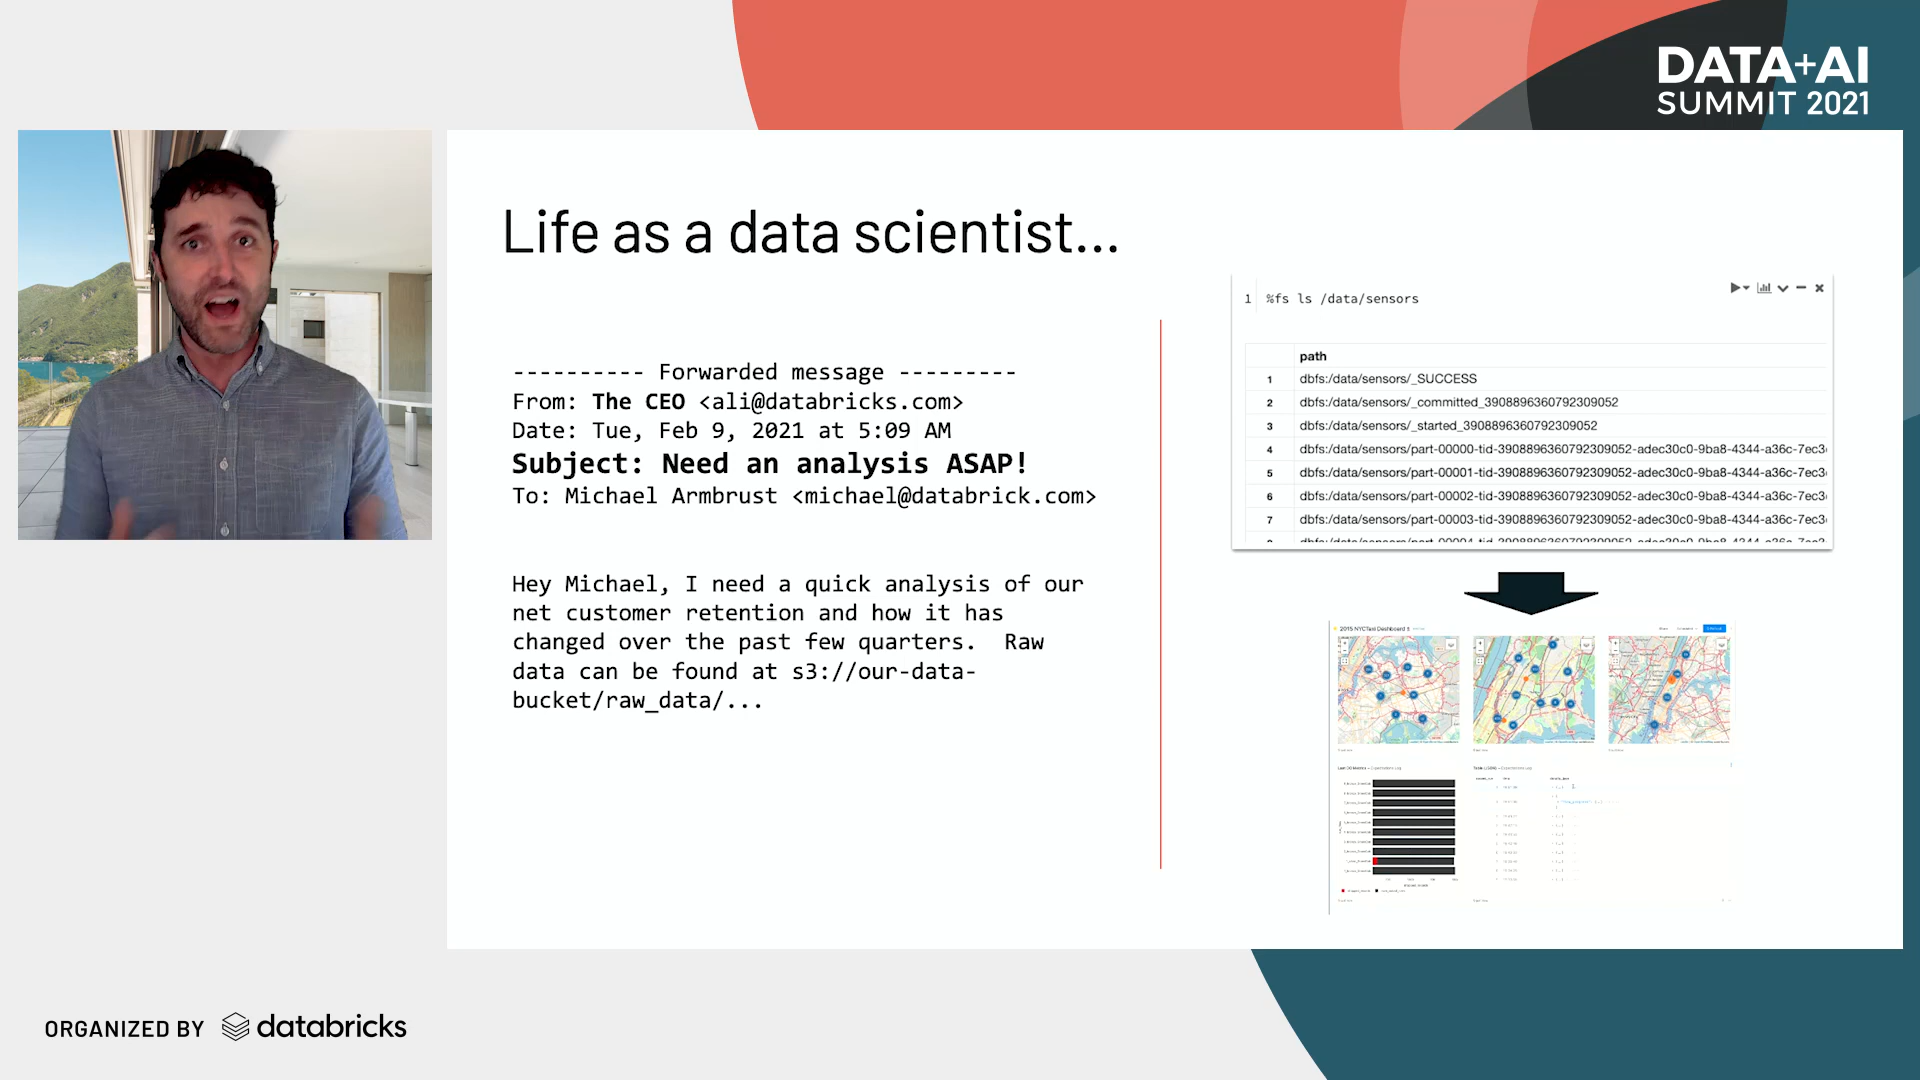 DATA+AI
SUMMIT 2021
Life as a data scientist...
---------- Forwarded message ---------
From: The CEO <ali@databricks.com>
Date: Tue, Feb 9, 2021 at 5:09 AM
Subject: Need an analysis ASAP!
To: Michael Armbrust <michael@databrick.com>
Hey Michael, I need a quick analysis of our
net customer retention and how it has
changed over the past few quarters. Raw
data can be found at s3://our-data-
bucket/raw_data/...
1 %fs ls /data/sensors
path
1 dbfs:/data/sensors/_SUCCESS
2 dbfs:/data/sensors/_committed_3908896360792309052
3 dbfs:/data/sensors/_started_3908896360792309052
4 dbfs:/data/sensors/part-00000-tid-3908896360792309052-adec30c0-9ba8-4344-a36c-7ec3
5 dbfs:/data/sensors/part-00001-tid-3908896360792309052-adec30c0-9ba8-4344-a36c-7ec3
6 dbfs:/data/sensors/part-00002-tid-3908896360792309052-adec30c0-9ba8-4344-a36c-7ec3
7 dbfs:/data/sensors/part-00003-tid-3908896360792309052-adec30c0-9ba8-4344-a36c-7ec3
2015 NYCTaxi Dashboard
ORGANIZED BY databricks